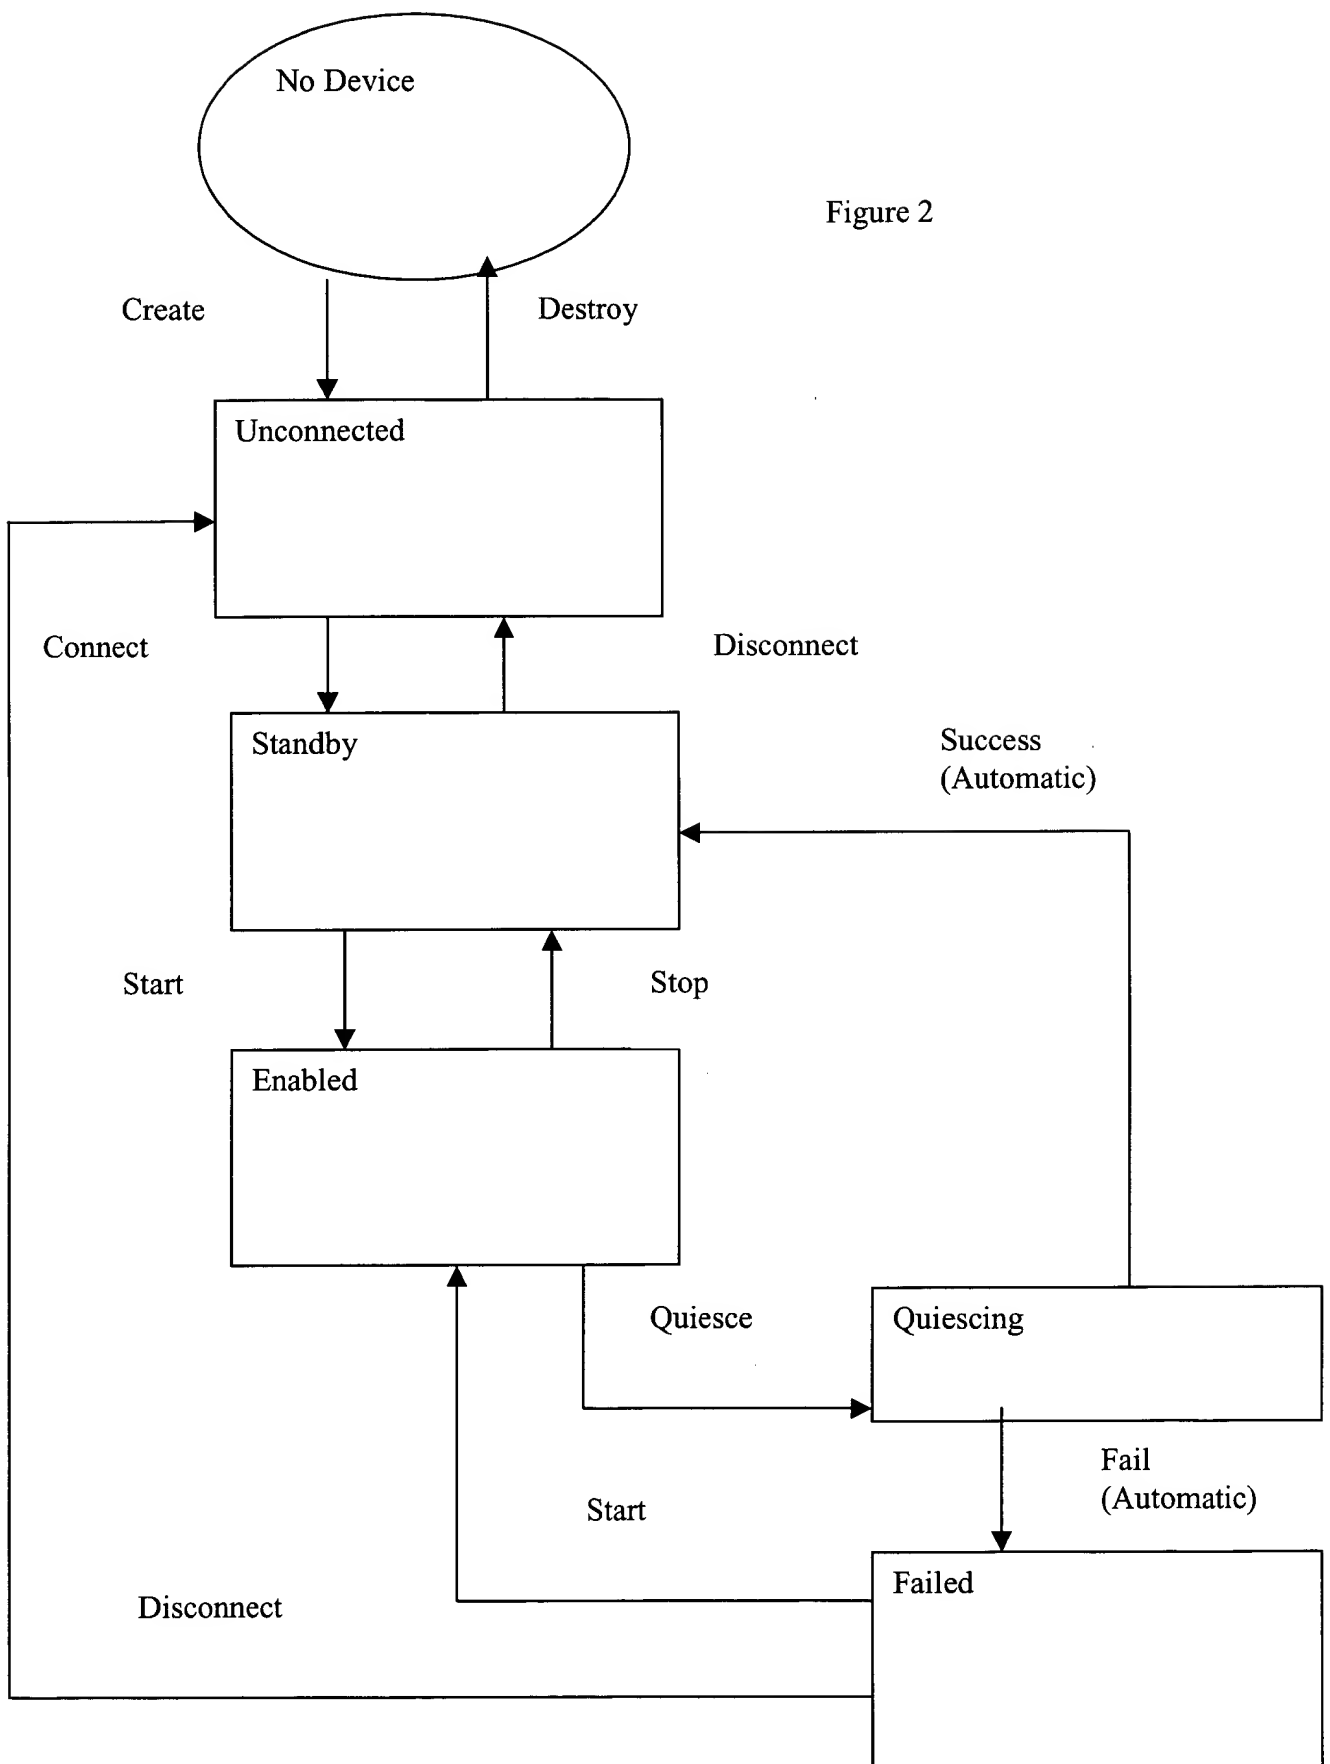 No Device
Figure 2
Create
Destroy
Unconnected
Connect
Disconnect
Standby
Success
(Automatic)
Start
Stop
Enabled
Quiesce
Quiescing
Fail
(Automatic)
Start
Failed
Disconnect